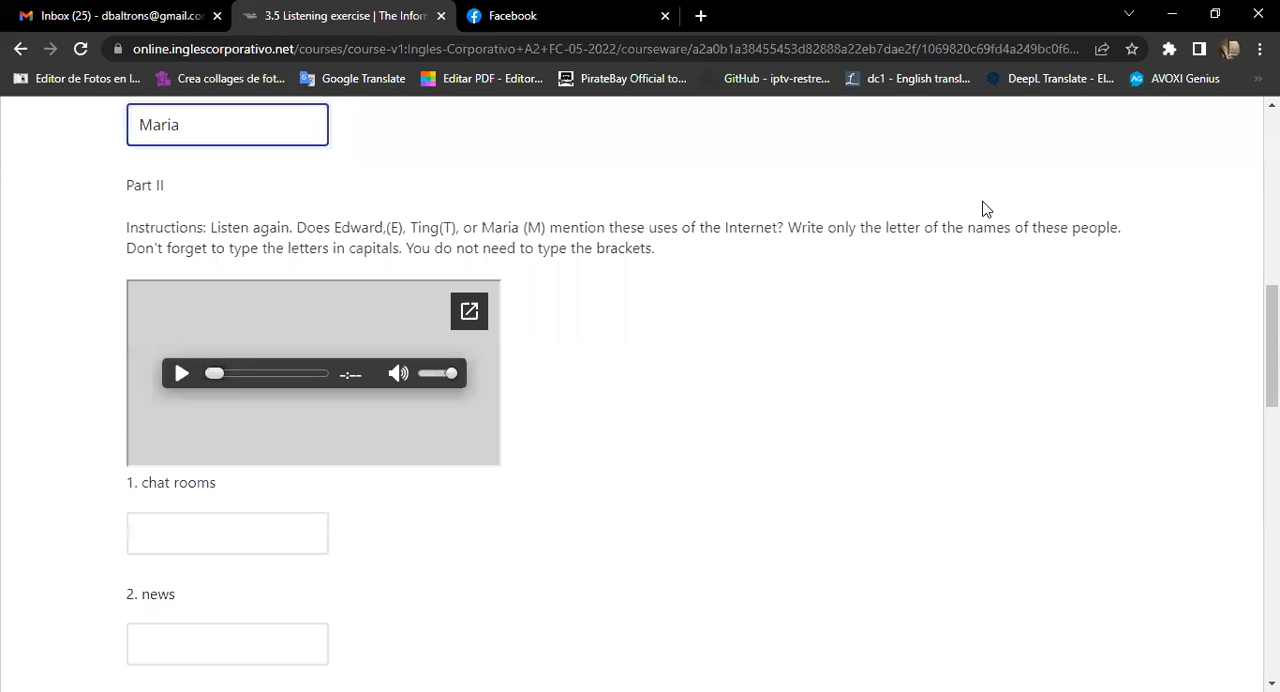 Inbox (25) - dbaltrons@gmail.co
3.5 Listening exercise | The Infor
Facebook
online.inglescorporativo.net/courses/course-v1:Ingles-Corporativo+A2+FC-05-2022/courseware/a2a0b1a38455453d82888a22eb7dae2f/1069820c69fd4a249bc0f6...
Editor de Fotos en l...
Crea collages de fot...
Google Translate
Editar PDF - Editor...
PirateBay Official to...
GitHub - iptv-restre...
dc1 - English transl...
DeepL Translate - El...
AVOXI Genius
»
Maria
Part II
Instructions: Listen again. Does Edward,(E), Ting(T), or Maria (M) mention these uses of the Internet? Write only the letter of the names of these people.
Don't forget to type the letters in capitals. You do not need to type the brackets.
-:--
1. chat rooms
2. news